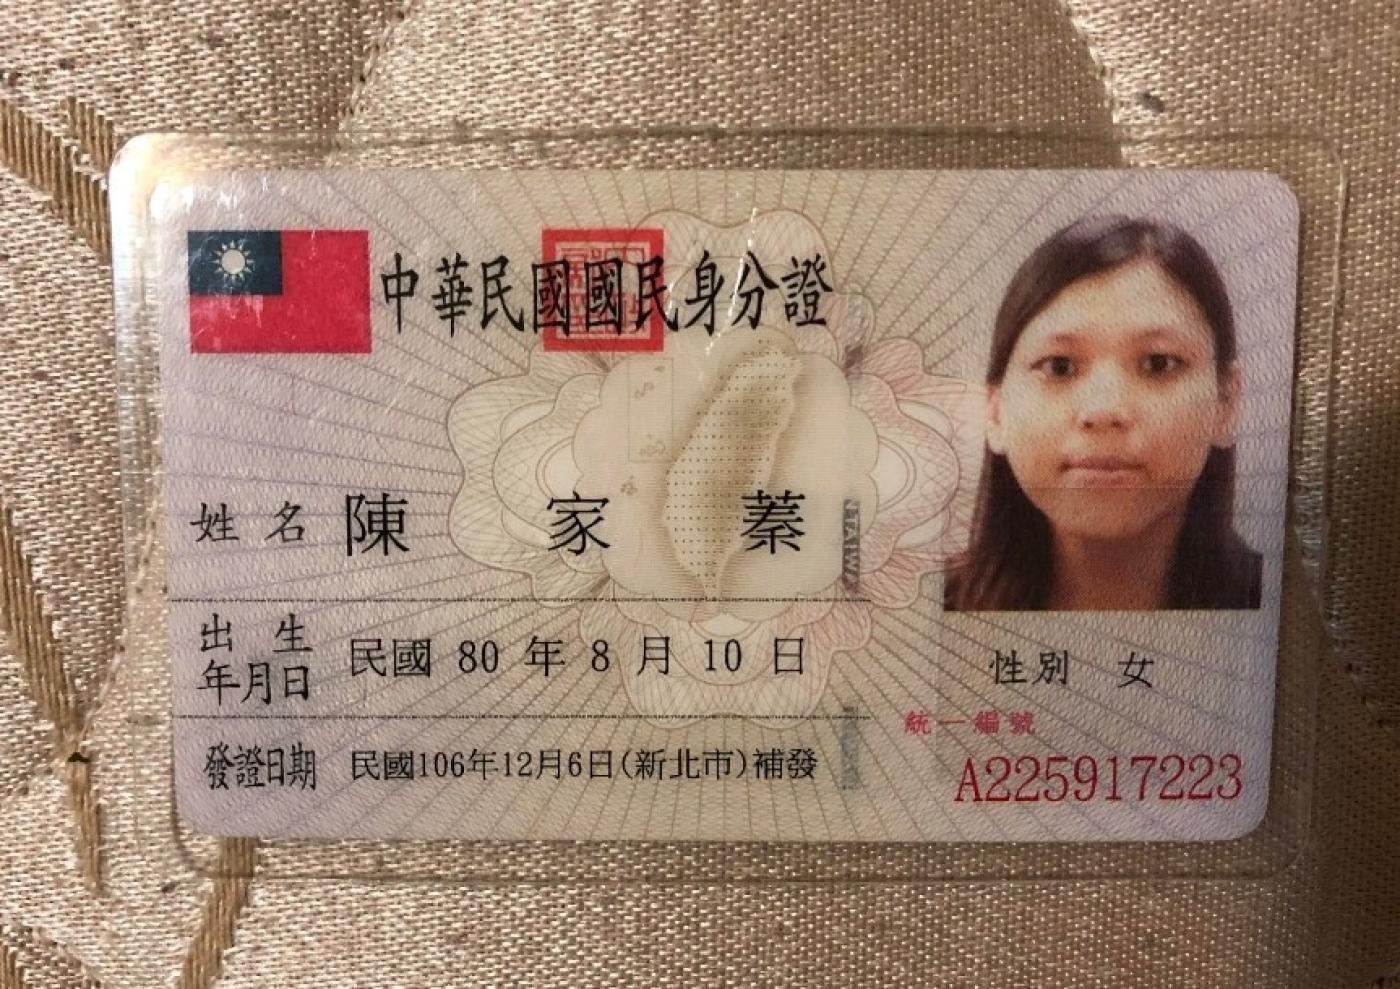 中華民國國民身分證
姓名 陳家蓁
出生年月日 民國 80 年 8 月 10 日
性別 女
發證日期 民國106年12月6日(新北市)補發
統一編號
A225917223